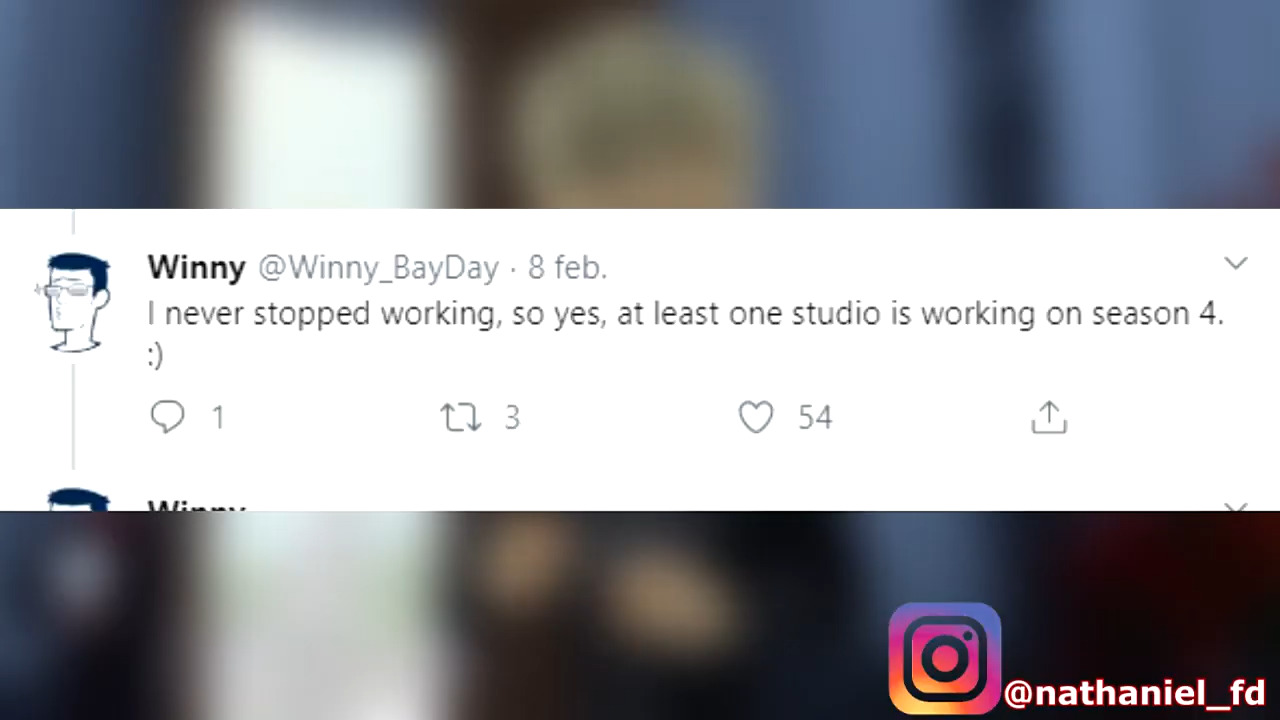 Winny @Winny_BayDay · 8 feb.
I never stopped working, so yes, at least one studio is working on season 4.
:)
1 3 54
Winny
@nathaniel_fd